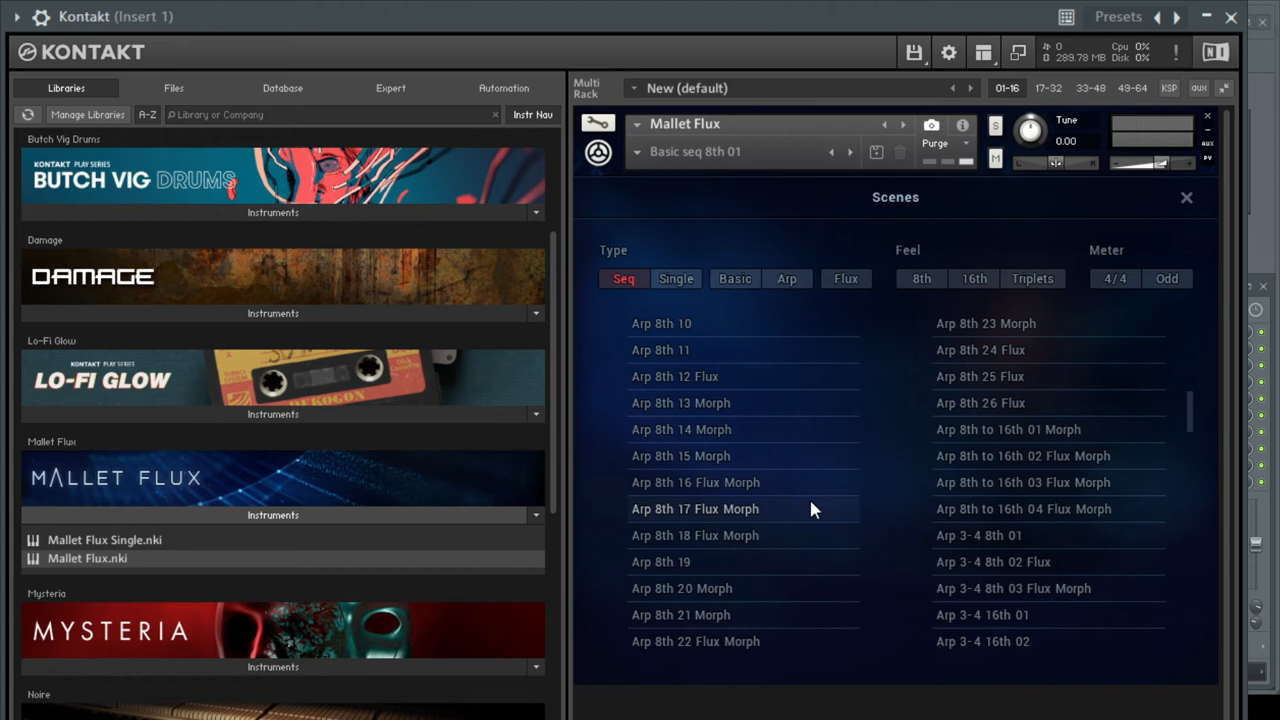 Kontakt (Insert 1)
Presets
KONTAKT
0
289.78 MB
Cpu 0%
Disk 0%
!
NI
Libraries
Files
Database
Expert
Automation
Manage Libraries
A-Z
Library or Company
Instr Nav
Butch Vig Drums
KONTAKT PLAY SERIES
BUTCH VIG DRUMS
Instruments
Damage
DAMAGE
Instruments
Lo-Fi Glow
KONTAKT PLAY SERIES
LO-FI GLOW
Instruments
Mallet Flux
MALLET FLUX
Instruments
Mallet Flux Single.nki
Mallet Flux.nki
Mysteria
MYSTERIA
Instruments
Noire
Multi Rack
New (default)
01-16
17-32
33-48
49-64
KSP
aux
Mallet Flux
Basic seq 8th 01
Purge
S
M
Tune
0.00
L
R
AUX
PV
Scenes
Type
Feel
Meter
Seq
Single
Basic
Arp
Flux
8th
16th
Triplets
4/4
Odd
Arp 8th 10
Arp 8th 11
Arp 8th 12 Flux
Arp 8th 13 Morph
Arp 8th 14 Morph
Arp 8th 15 Morph
Arp 8th 16 Flux Morph
Arp 8th 17 Flux Morph
Arp 8th 18 Flux Morph
Arp 8th 19
Arp 8th 20 Morph
Arp 8th 21 Morph
Arp 8th 22 Flux Morph
Arp 8th 23 Morph
Arp 8th 24 Flux
Arp 8th 25 Flux
Arp 8th 26 Flux
Arp 8th to 16th 01 Morph
Arp 8th to 16th 02 Flux Morph
Arp 8th to 16th 03 Flux Morph
Arp 8th to 16th 04 Flux Morph
Arp 3-4 8th 01
Arp 3-4 8th 02 Flux
Arp 3-4 8th 03 Flux Morph
Arp 3-4 16th 01
Arp 3-4 16th 02